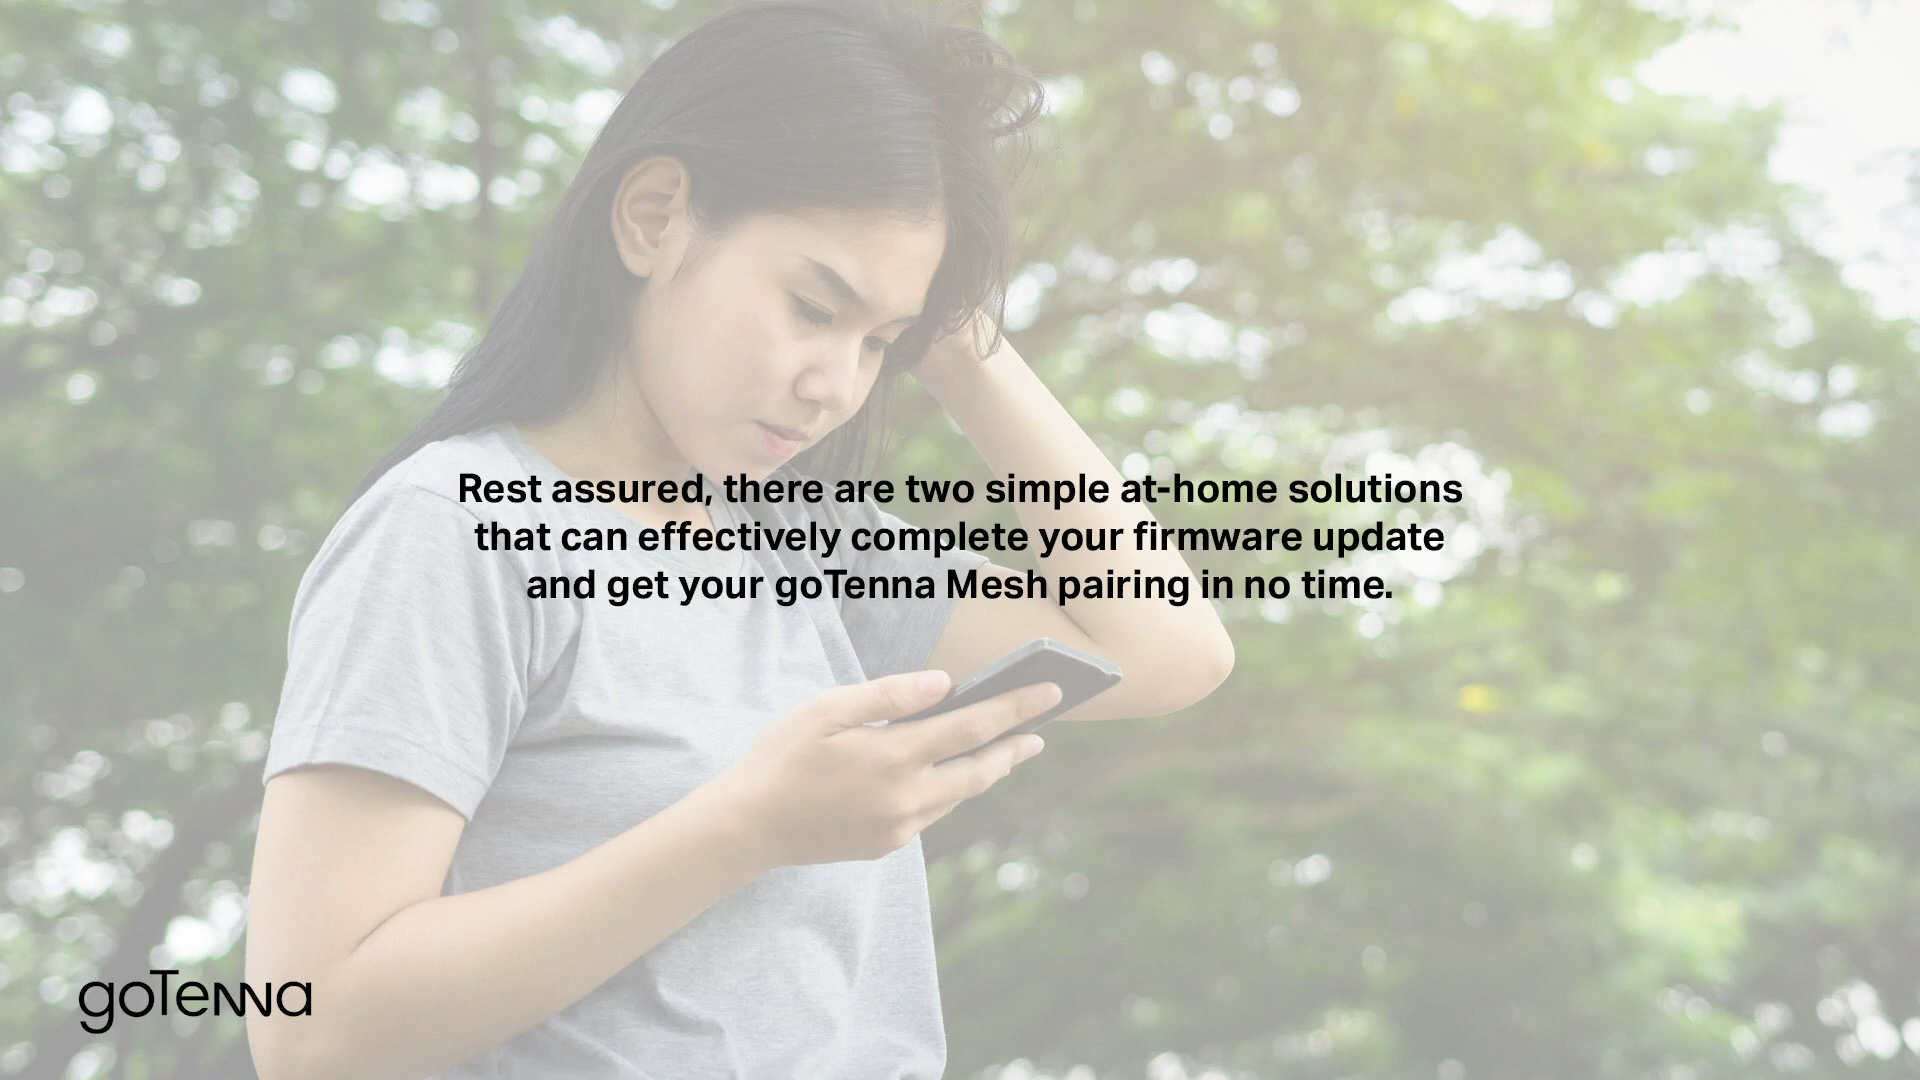 Rest assured, there are two simple at-home solutions
that can effectively complete your firmware update
and get your goTenna Mesh pairing in no time.
goTenna